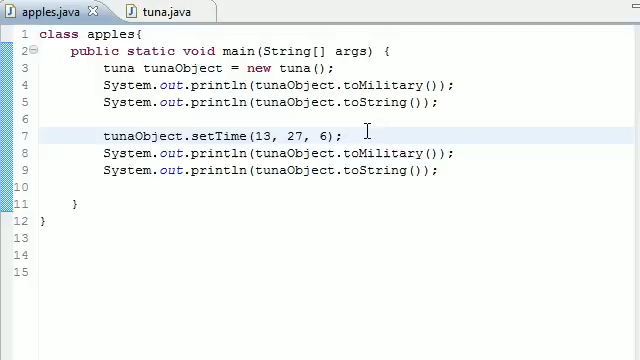 apples.java tuna.java
1 class apples{
2 public static void main(String[] args) {
3 tuna tunaObject = new tuna();
4 System.out.println(tunaObject.toMilitary());
5 System.out.println(tunaObject.toString());
6
7 tunaObject.setTime(13, 27, 6);
8 System.out.println(tunaObject.toMilitary());
9 System.out.println(tunaObject.toString());
10
11 }
12 }
13
14
15